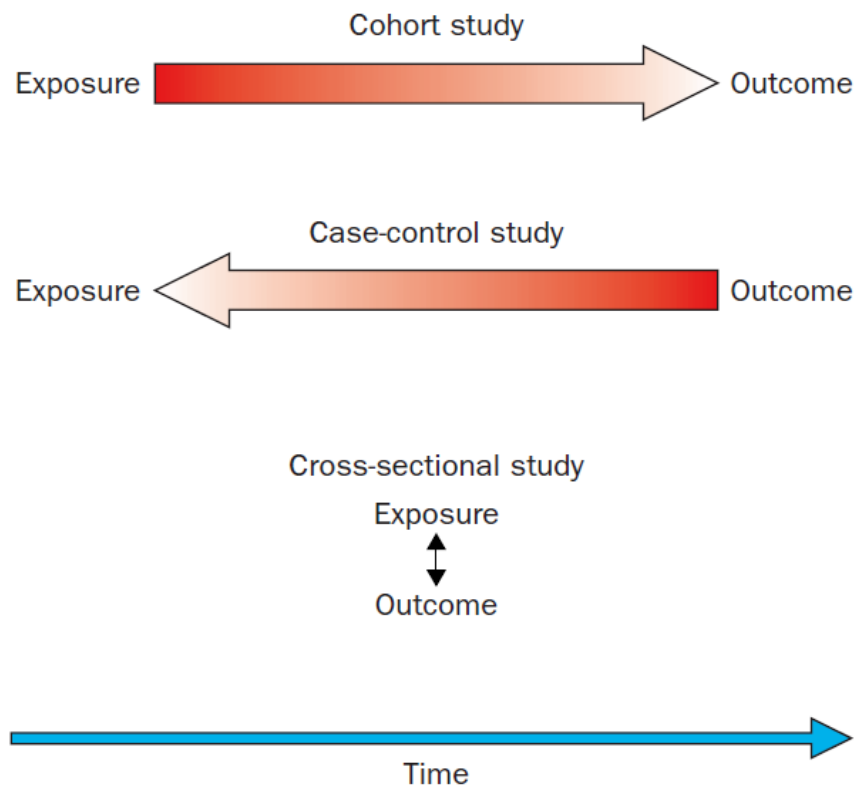 Cohort study
Exposure Outcome
Case-control study
Exposure Outcome
Cross-sectional study
Exposure
Outcome
Time